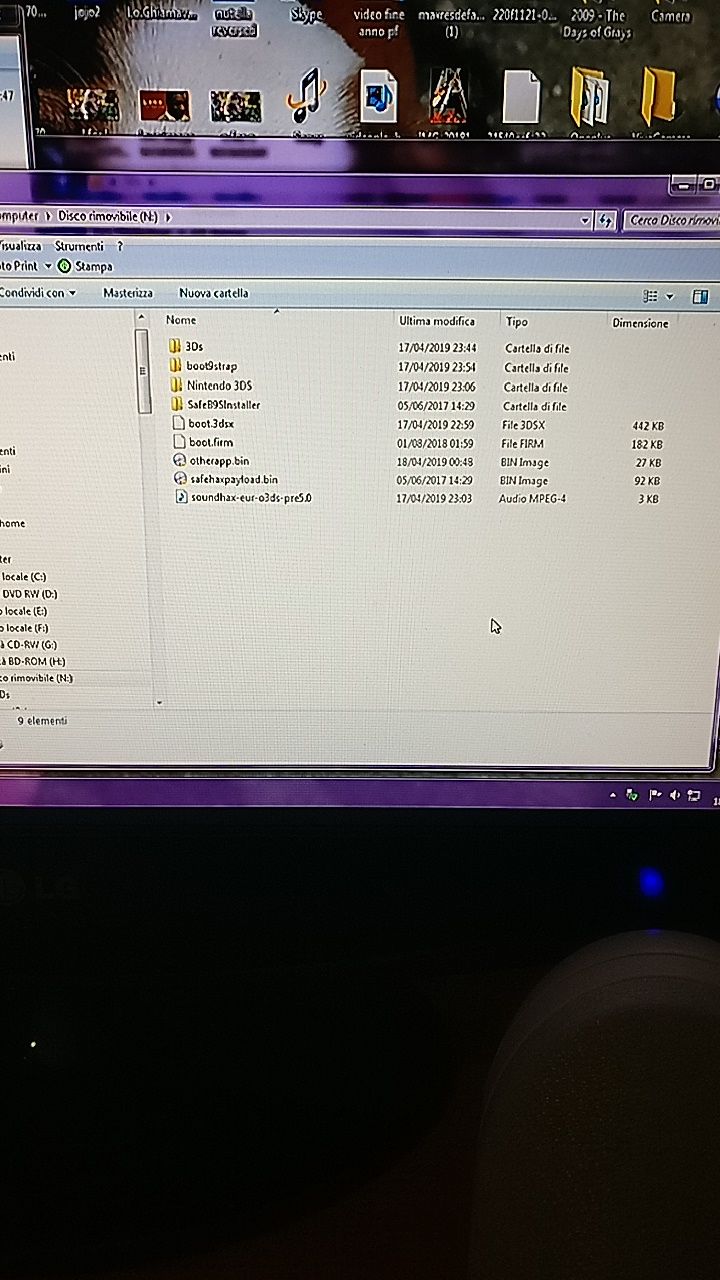 70... jojo2 Lo.Ghiamav... nutella reversed Skype video fine anno pf mavresdefa... (1) 220f1121-0... 2009 - The Days of Grays Camera
:47
omputer Disco rimovibile (N:) Cerca Disco rimovi
Visualizza Strumenti ?
to Print Stampa
Condividi con Masterizza Nuova cartella
Nome Ultima modifica Tipo Dimensione
3Ds 17/04/2019 23:44 Cartella di file
boot9strap 17/04/2019 23:54 Cartella di file
Nintendo 3DS 17/04/2019 23:06 Cartella di file
SafeB9SInstaller 05/06/2017 14:29 Cartella di file
boot.3dsx 17/04/2019 22:59 File 3DSX 442 KB
boot.firm 01/08/2018 01:59 File FIRM 182 KB
otherapp.bin 18/04/2019 00:48 BIN Image 27 KB
safehaxpayload.bin 05/06/2017 14:29 BIN Image 92 KB
soundhax-eur-o3ds-pre5.0 17/04/2019 23:03 Audio MPEG-4 3 KB
enti
enti
ini
home
ter
locale (C:)
DVD RW (D:)
o locale (E:)
o locale (F:)
à CD-RW (G:)
à BD-ROM (H:)
co rimovibile (N:)
Ds
9 elementi
LG